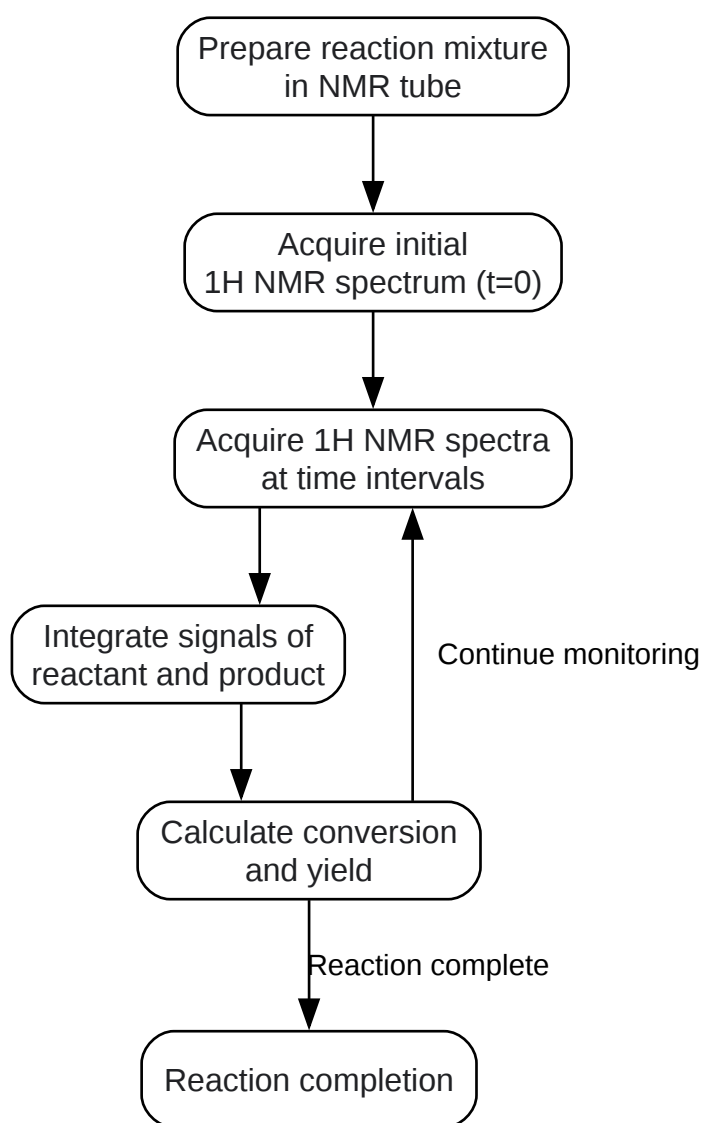 Prepare reaction mixture
in NMR tube
Acquire initial
1H NMR spectrum (t=0)
Acquire 1H NMR spectra
at time intervals
Integrate signals of
reactant and product
Continue monitoring
Calculate conversion
and yield
Reaction complete
Reaction completion